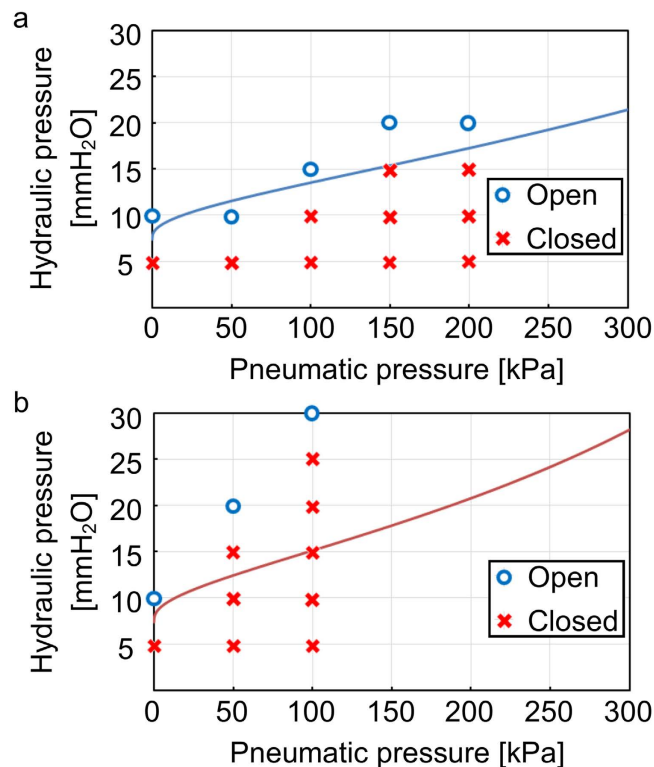 a
Hydraulic pressure
[mmH₂O]
30
25
20
15
10
5
Open
Closed
0 50 100 150 200 250 300
Pneumatic pressure [kPa]
b
Hydraulic pressure
[mmH₂O]
30
25
20
15
10
5
Open
Closed
0 50 100 150 200 250 300
Pneumatic pressure [kPa]